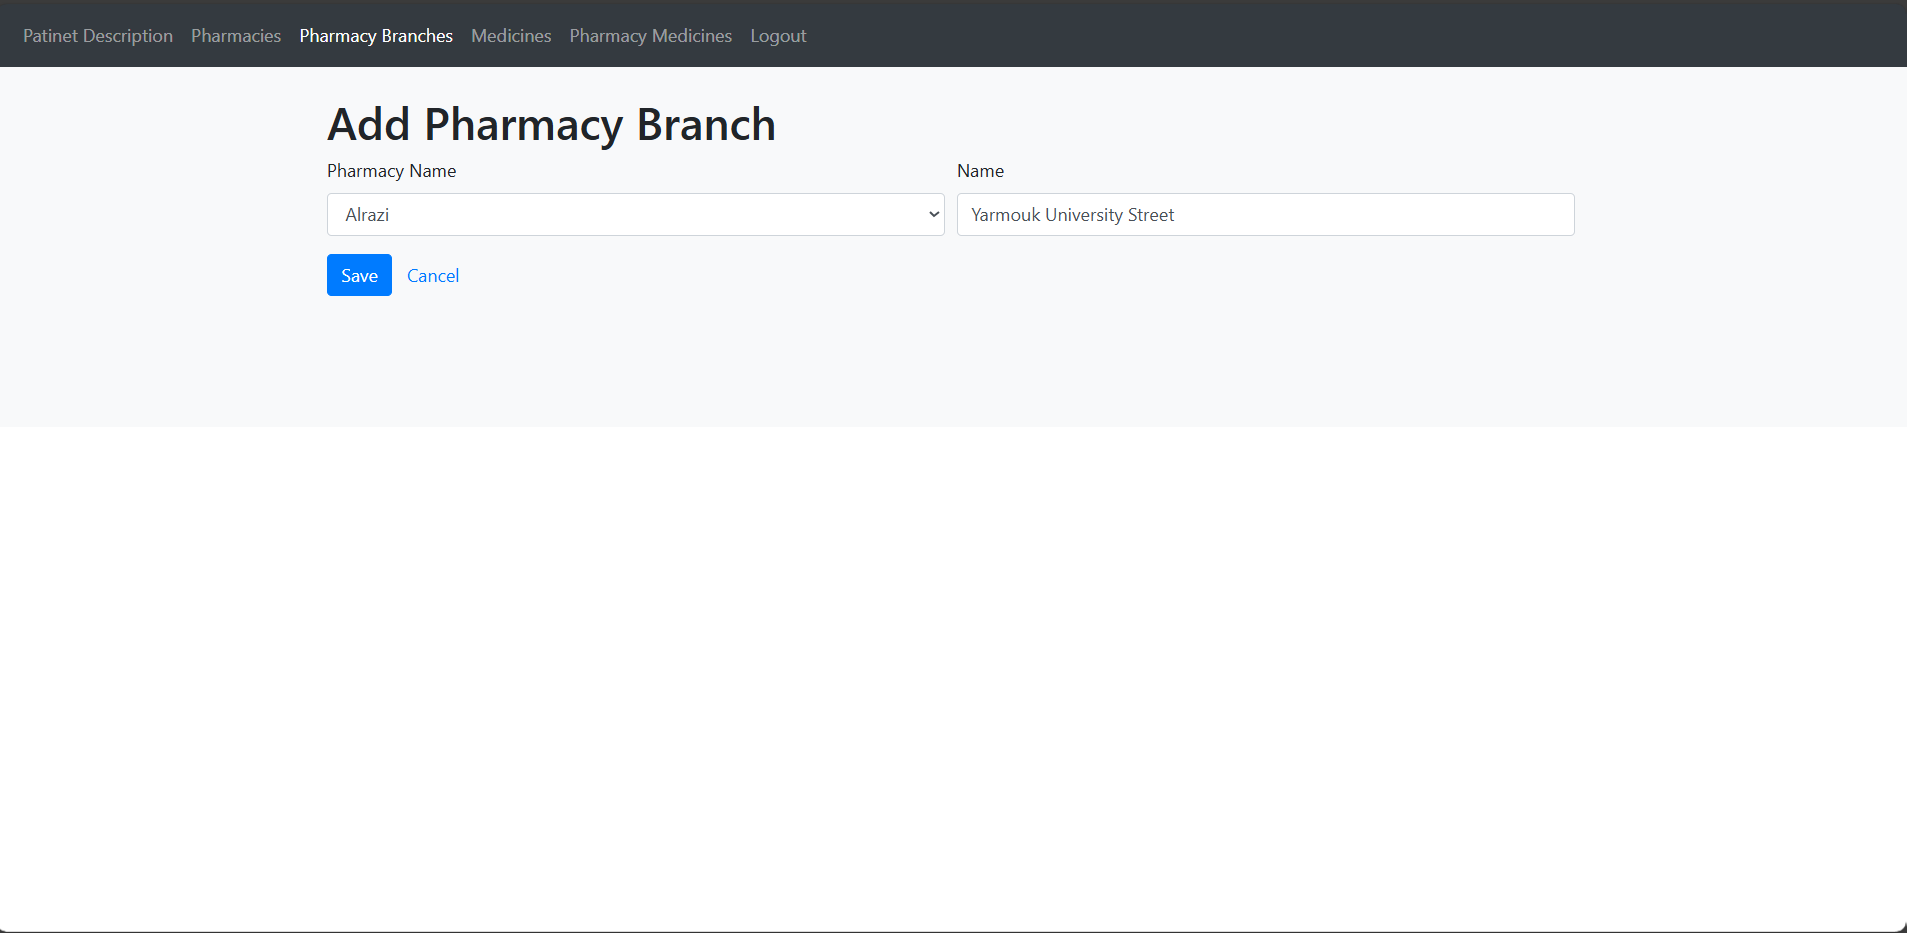 Patinet Description Pharmacies Pharmacy Branches Medicines Pharmacy Medicines Logout
Add Pharmacy Branch
Pharmacy Name Name
Alrazi Yarmouk University Street
Save Cancel